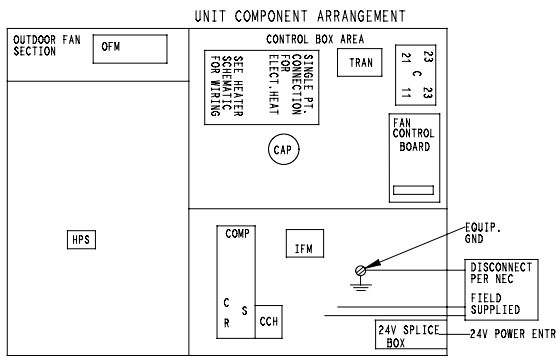 UNIT COMPONENT ARRANGEMENT
OUTDOOR FAN
SECTION
OFM
CONTROL BOX AREA
SINGLE PT.
CONNECTION
FOR
ELECT.HEAT
SEE HEATER
SCHEMATIC
FOR WIRING
TRAN
23
21
C
23
11
FAN
CONTROL
BOARD
CAP
HPS
COMP
C
S
R
IFM
CCH
EQUIP.
GND
DISCONNECT
PER NEC
FIELD
SUPPLIED
24V SPLICE
BOX
24V POWER ENTR